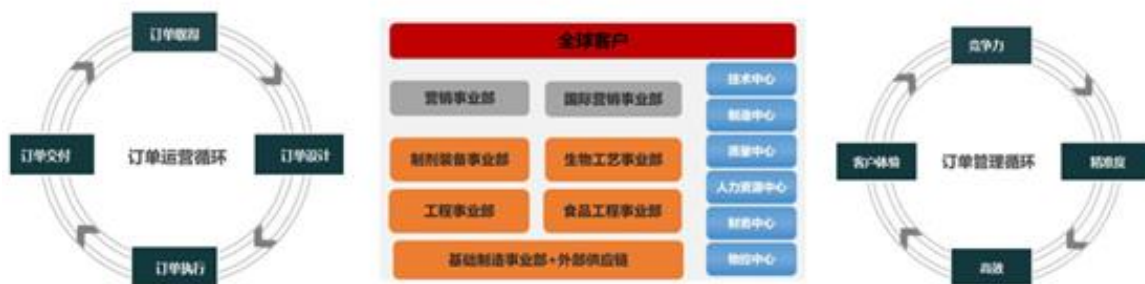 订单取得
订单设计
订单执行
订单交付
订单运营循环
全球客户
营销事业部
国际营销事业部
制剂装备事业部
生物工艺事业部
工程事业部
食品工程事业部
基础制造事业部+外部供应链
技术中心
制造中心
质量中心
人力资源中心
财务中心
物控中心
竞争力
精准度
高效
客户体验
订单管理循环